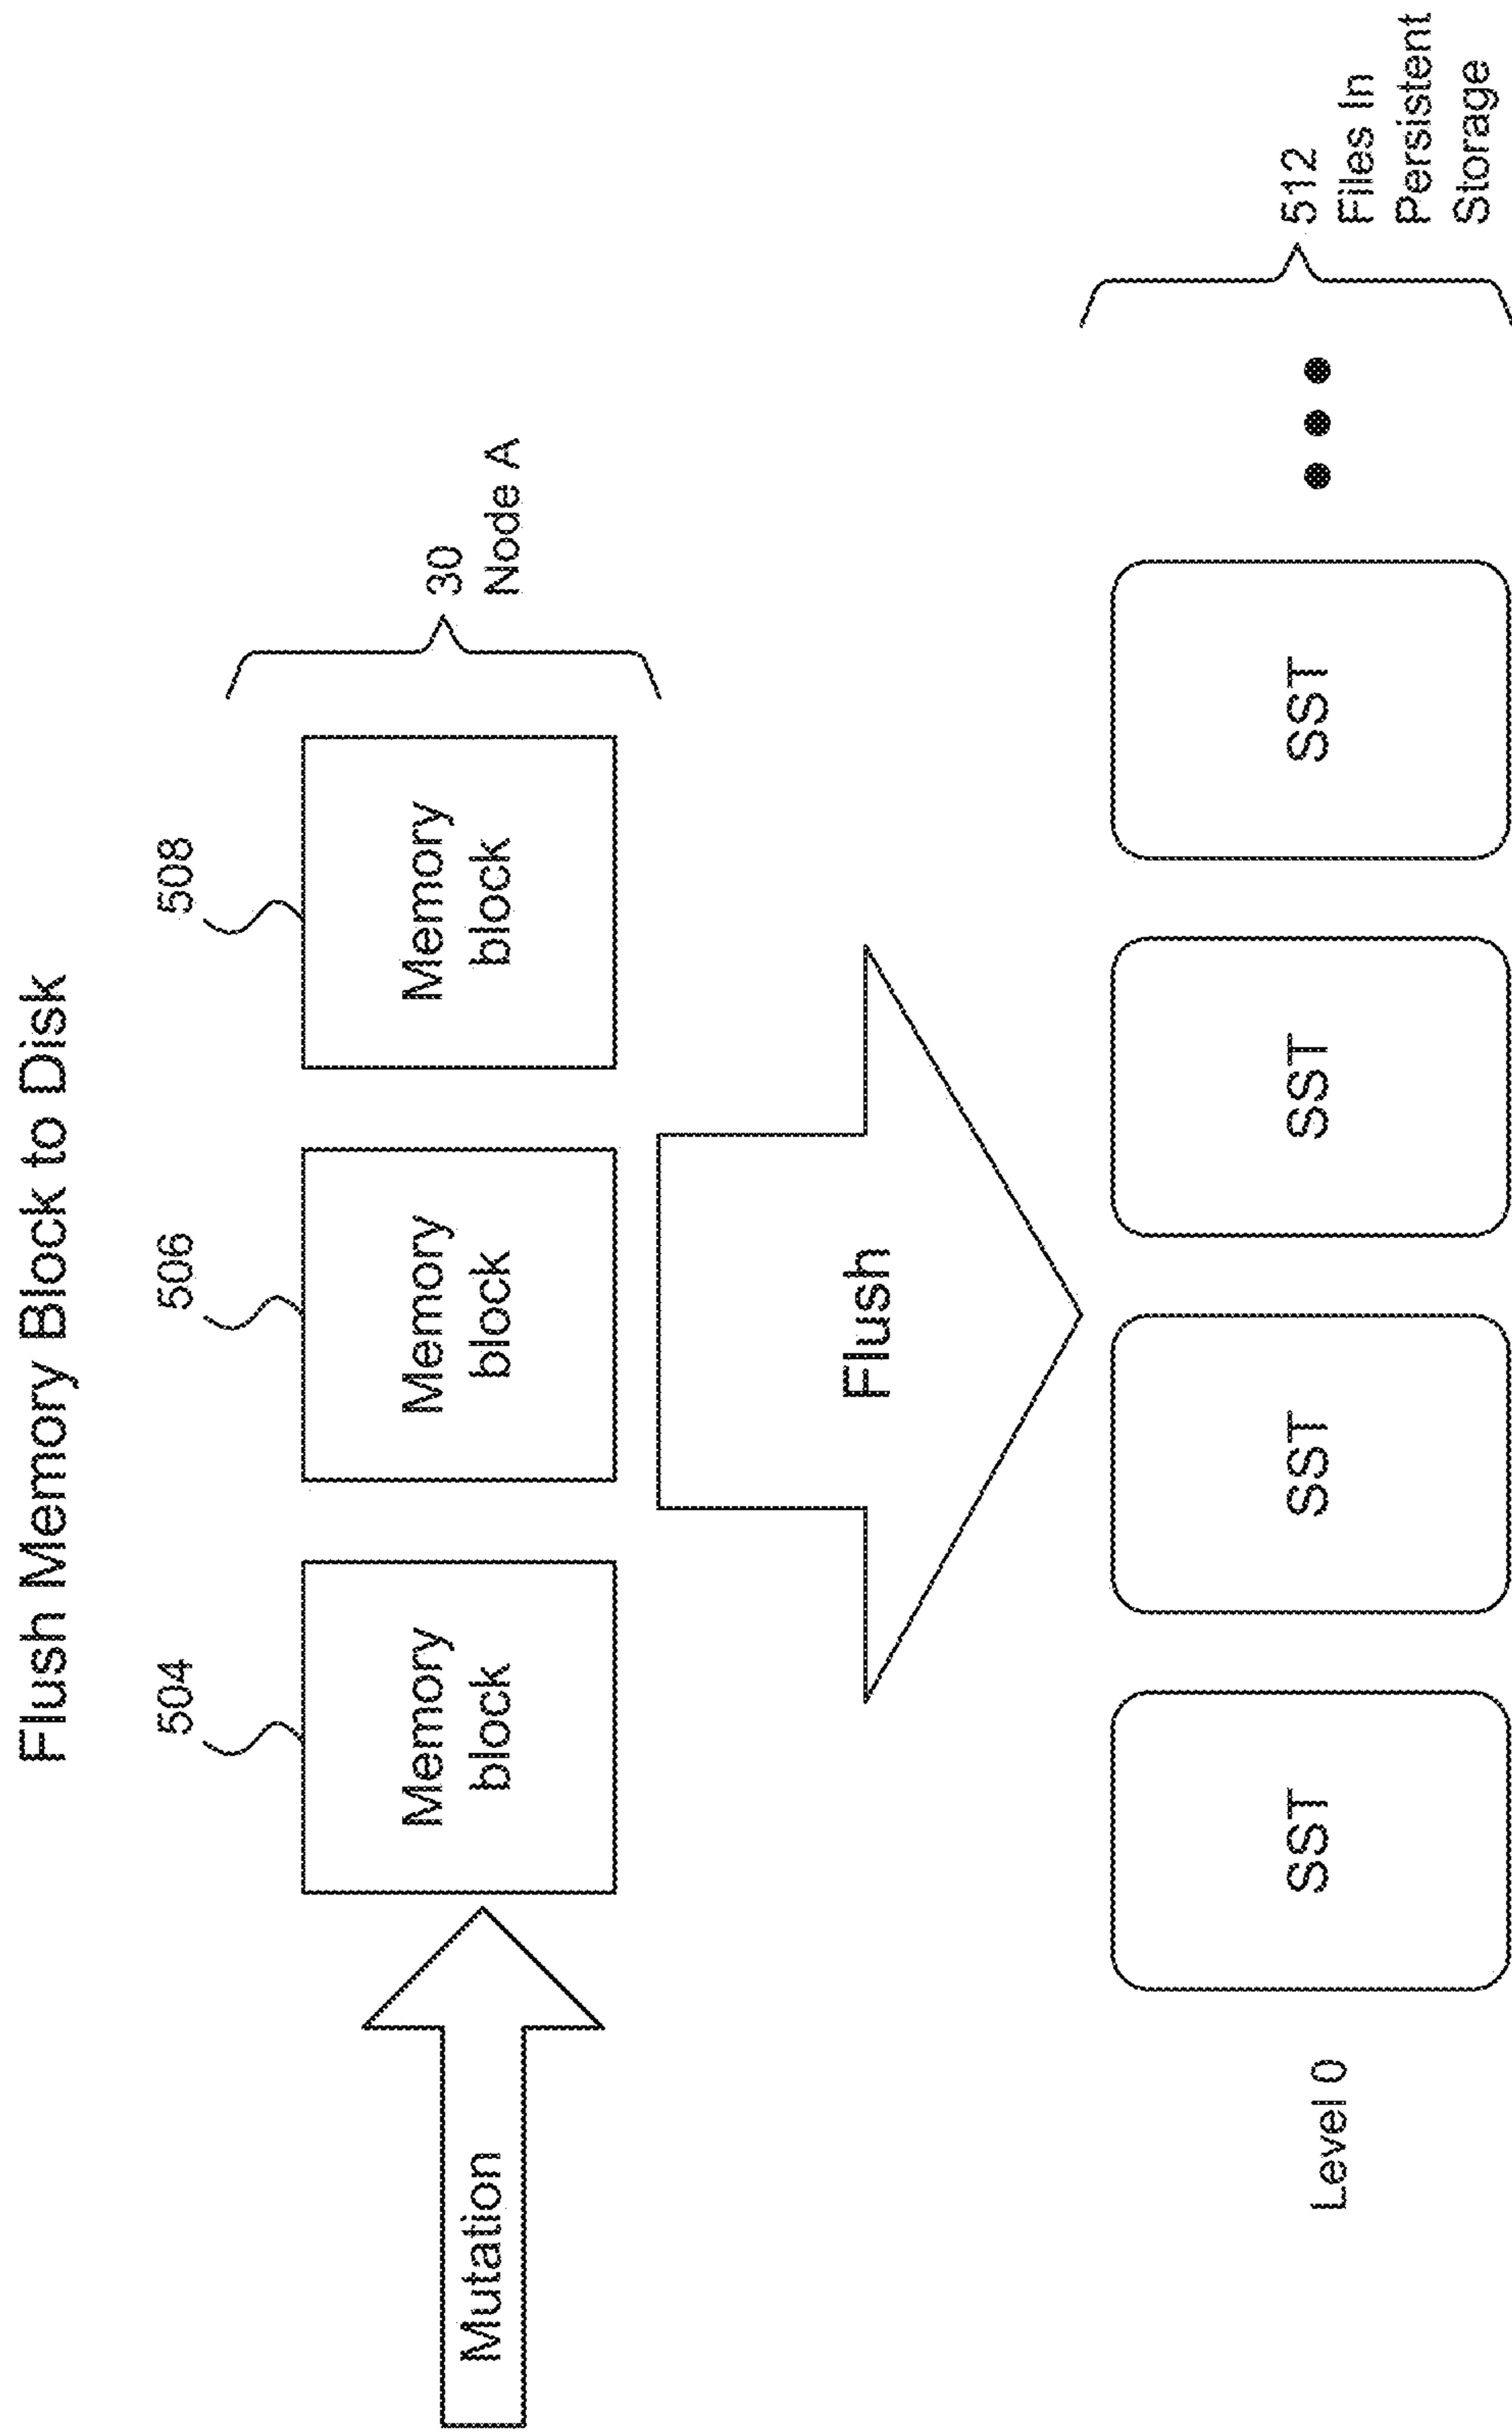 Flush Memory Block to Disk
504
506
508
Mutation
Memory
block
Memory
block
Memory
block
30
Node A
Flush
Level 0
SST
SST
SST
SST
512
Files In
Persistent
Storage